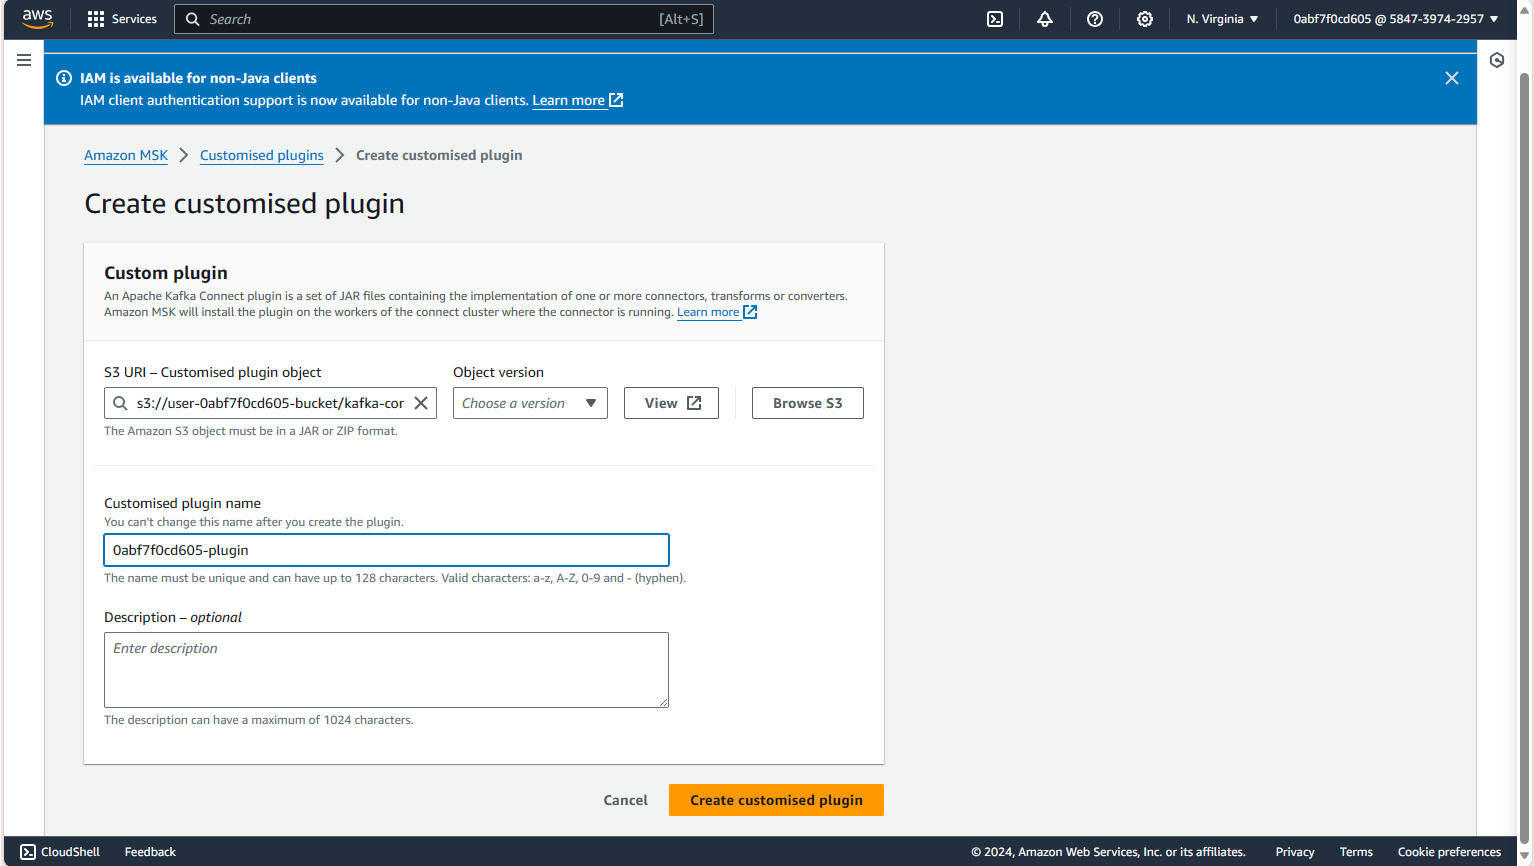 aws
Services
Search
[Alt+S]
N. Virginia
0abf7f0cd605 @ 5847-3974-2957
IAM is available for non-Java clients
IAM client authentication support is now available for non-Java clients. Learn more
Amazon MSK
Customised plugins
Create customised plugin
Create customised plugin
Custom plugin
An Apache Kafka Connect plugin is a set of JAR files containing the implementation of one or more connectors, transforms or converters.
Amazon MSK will install the plugin on the workers of the connect cluster where the connector is running. Learn more
S3 URI – Customised plugin object
Object version
s3://user-0abf7f0cd605-bucket/kafka-cor
Choose a version
View
Browse S3
The Amazon S3 object must be in a JAR or ZIP format.
Customised plugin name
You can't change this name after you create the plugin.
0abf7f0cd605-plugin
The name must be unique and can have up to 128 characters. Valid characters: a-z, A-Z, 0-9 and - (hyphen).
Description – optional
Enter description
The description can have a maximum of 1024 characters.
Cancel
Create customised plugin
CloudShell
Feedback
© 2024, Amazon Web Services, Inc. or its affiliates.
Privacy
Terms
Cookie preferences